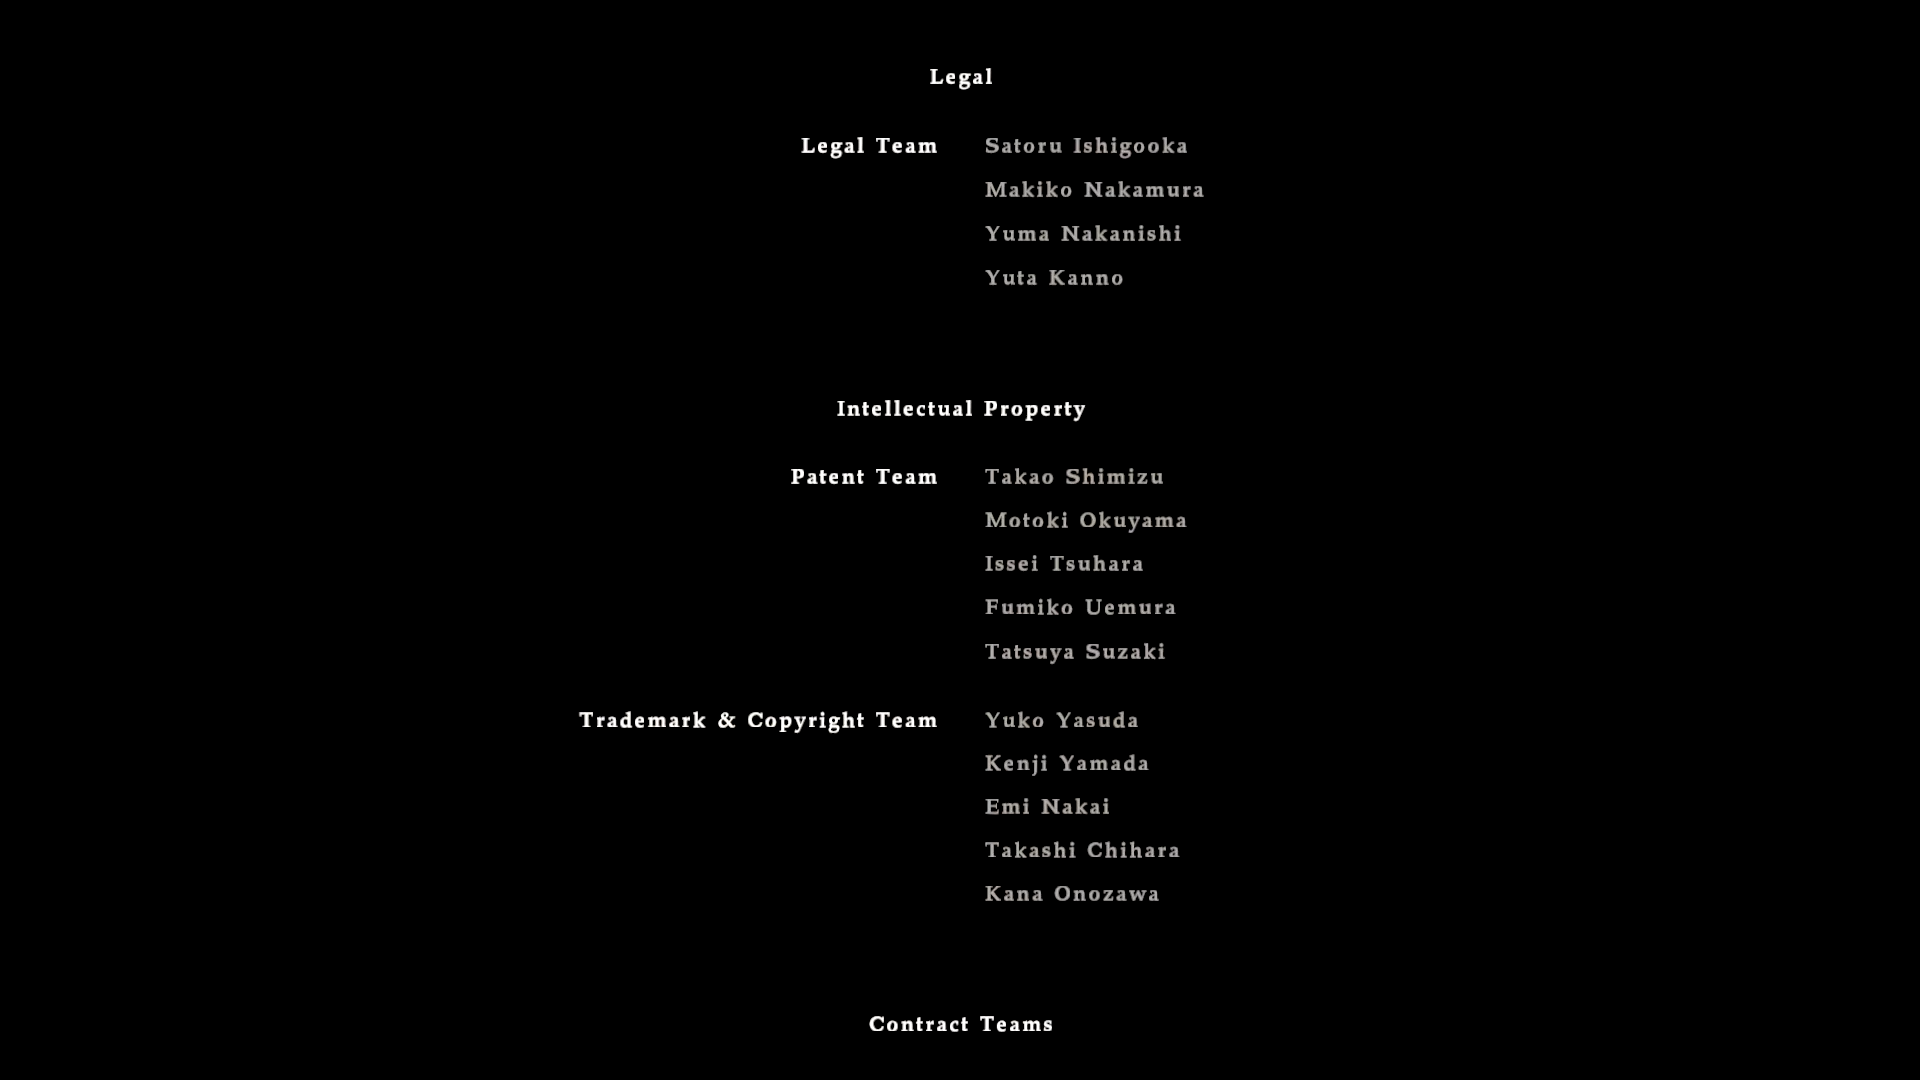 Legal
Legal Team Satoru Ishigooka
Makiko Nakamura
Yuma Nakanishi
Yuta Kanno
Intellectual Property
Patent Team Takao Shimizu
Motoki Okuyama
Issei Tsuhara
Fumiko Uemura
Tatsuya Suzaki
Trademark & Copyright Team Yuko Yasuda
Kenji Yamada
Emi Nakai
Takashi Chihara
Kana Onozawa
Contract Teams